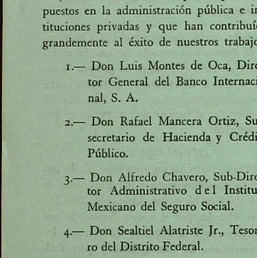 puestos en la administración pública e in
tituciones privadas y que han contribuí
grandemente al éxito de nuestros trabajo
1.— Don Luis Montes de Oca, Dire
tor General del Banco Internaci
nal, S. A.
2.— Don Rafael Mancera Ortiz, Su
secretario de Hacienda y Crédi
Público.
3.— Don Alfredo Chavero, Sub-Dire
tor Administrativo del Institu
Mexicano del Seguro Social.
4.— Don Sealtiel Alatriste Jr., Tesor
ro del Distrito Federal.